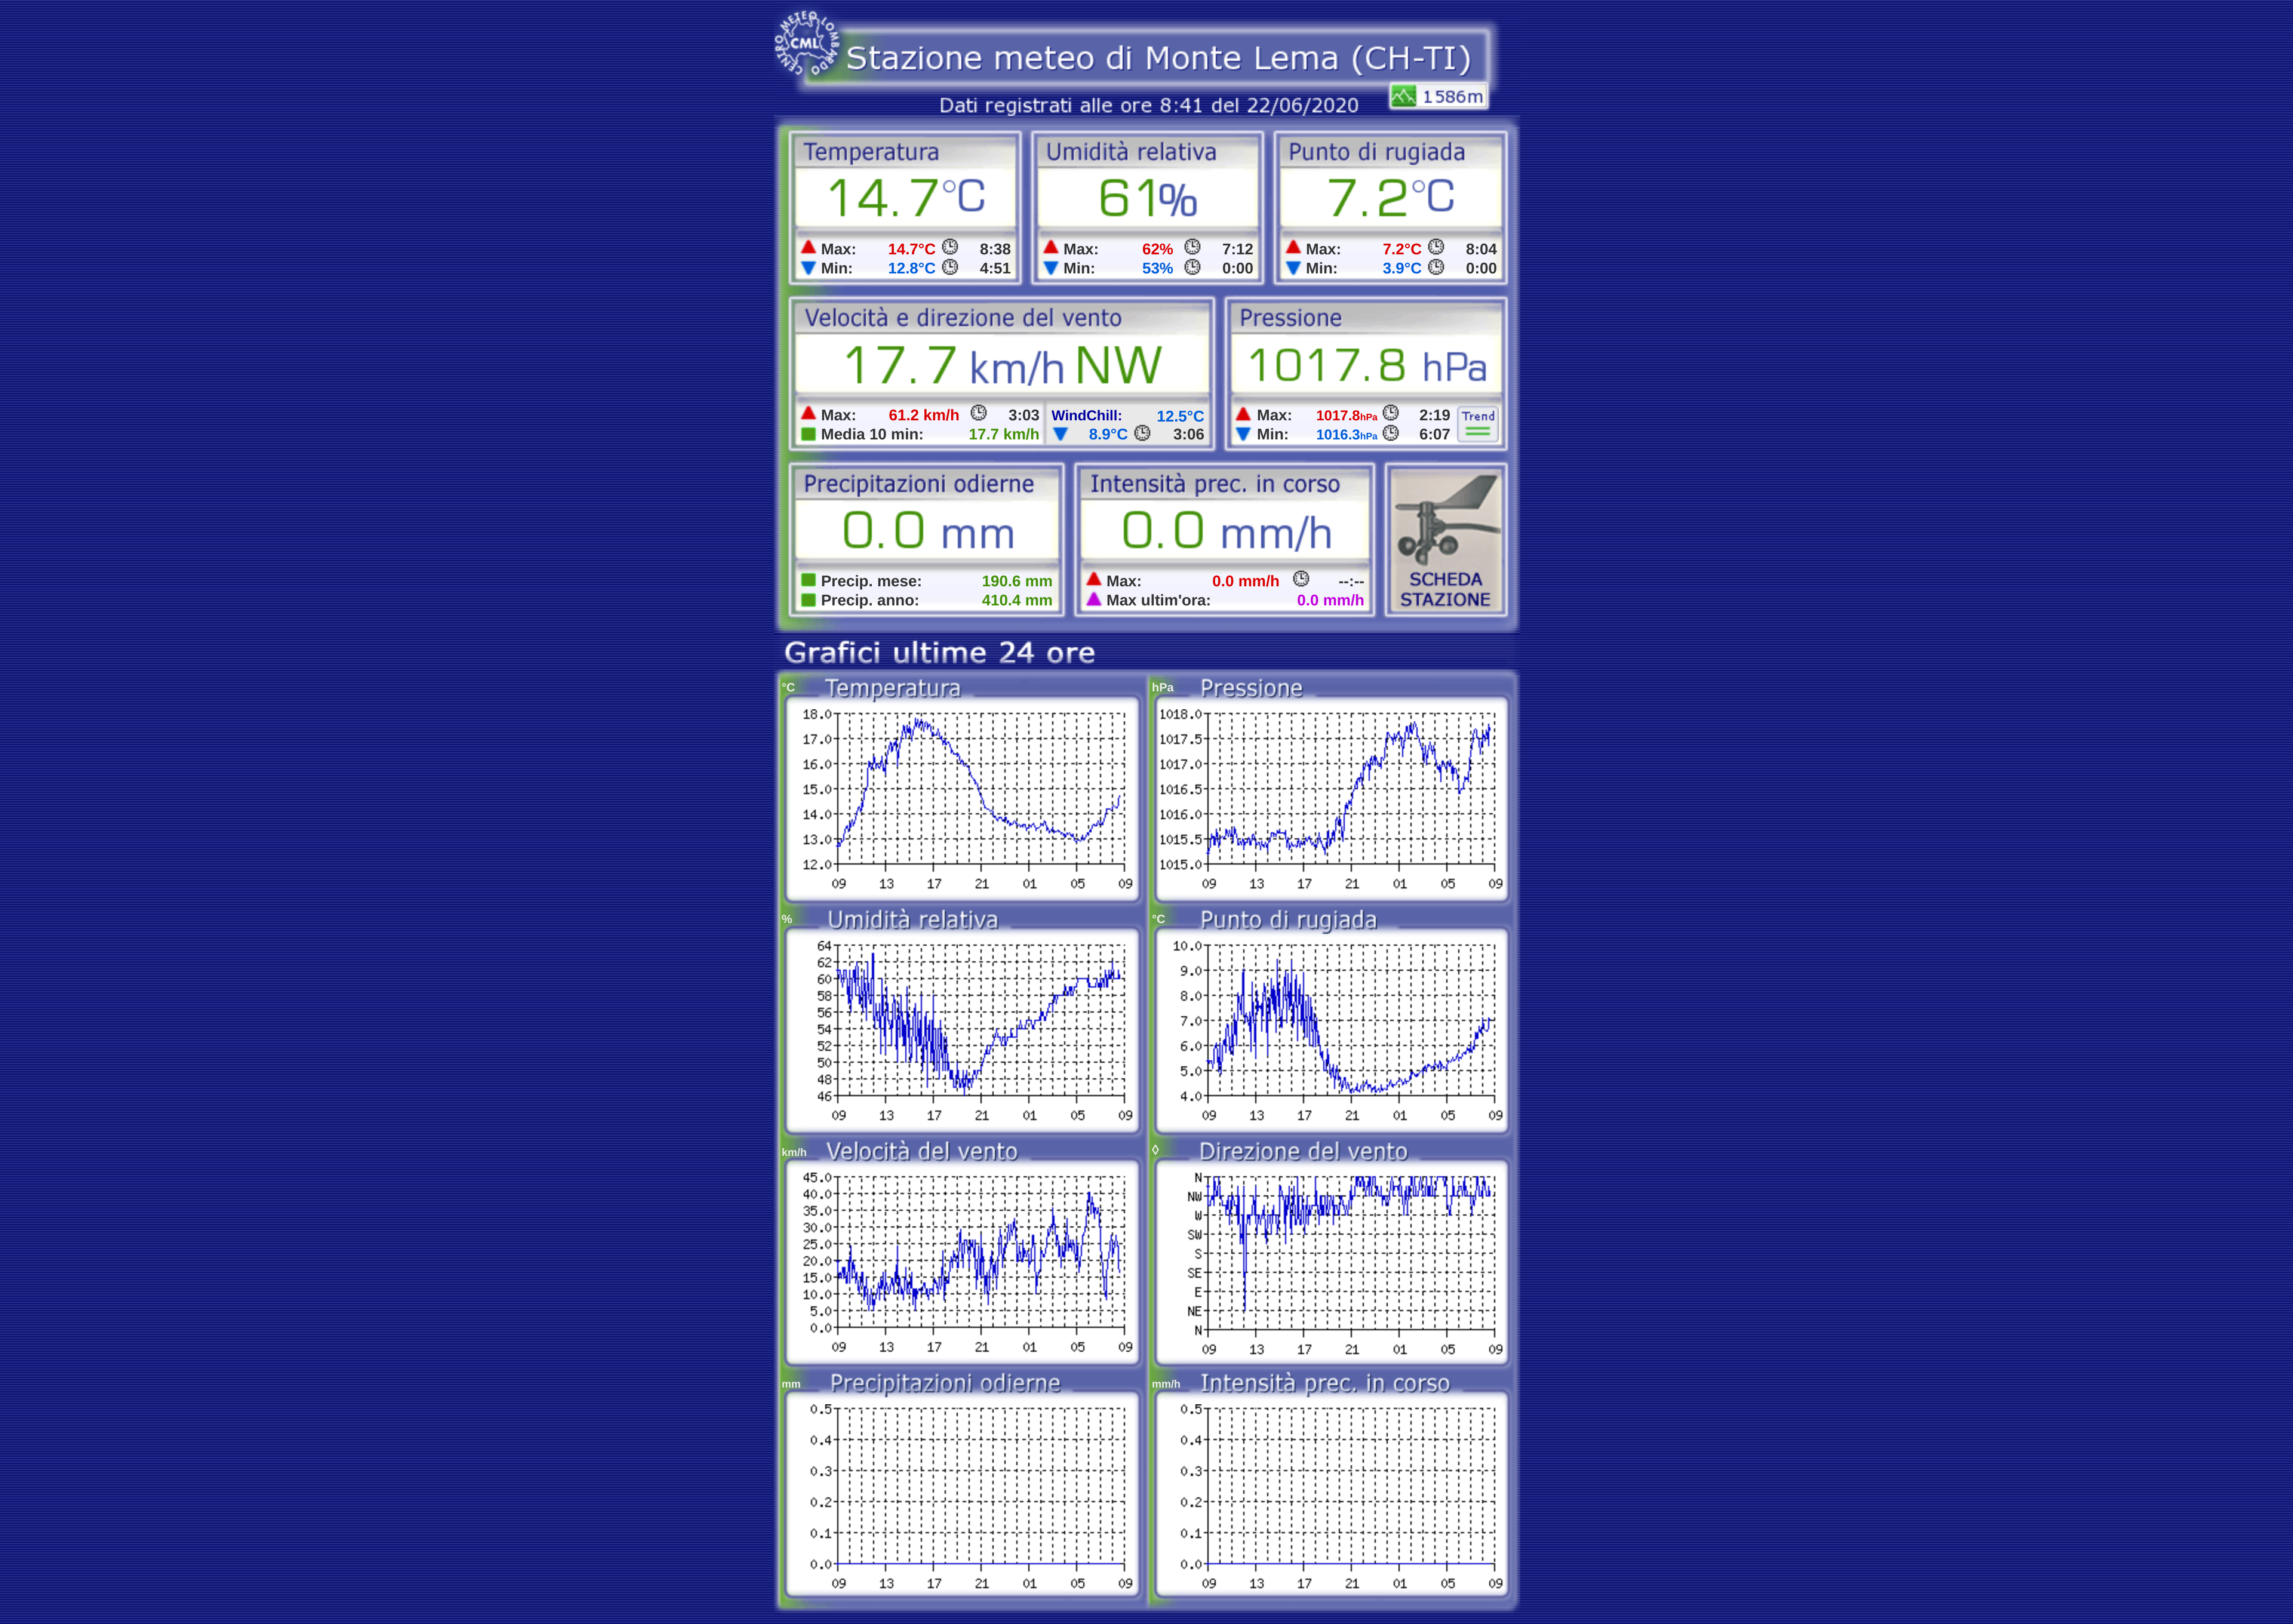 CENTRO METEO LOMBARDO
CML
Stazione meteo di Monte Lema (CH-TI)
Dati registrati alle ore 8:41 del 22/06/2020
1586m
Temperatura
14.7°C
Max: 14.7°C 8:38
Min: 12.8°C 4:51
Umidità relativa
61%
Max: 62% 7:12
Min: 53% 0:00
Punto di rugiada
7.2°C
Max: 7.2°C 8:04
Min: 3.9°C 0:00
Velocità e direzione del vento
17.7 km/h NW
Max: 61.2 km/h 3:03
Media 10 min: 17.7 km/h
WindChill: 12.5°C
8.9°C 3:06
Pressione
1017.8 hPa
Max: 1017.8hPa 2:19
Min: 1016.3hPa 6:07
Trend
Precipitazioni odierne
0.0 mm
Precip. mese: 190.6 mm
Precip. anno: 410.4 mm
Intensità prec. in corso
0.0 mm/h
Max: 0.0 mm/h --:--
Max ultim'ora: 0.0 mm/h
SCHEDA
STAZIONE
Grafici ultime 24 ore
°C Temperatura
18.0
17.0
16.0
15.0
14.0
13.0
12.0
09 13 17 21 01 05 09
hPa Pressione
1018.0
1017.5
1017.0
1016.5
1016.0
1015.5
1015.0
09 13 17 21 01 05 09
% Umidità relativa
64
62
60
58
56
54
52
50
48
46
09 13 17 21 01 05 09
°C Punto di rugiada
10.0
9.0
8.0
7.0
6.0
5.0
4.0
09 13 17 21 01 05 09
km/h Velocità del vento
45.0
40.0
35.0
30.0
25.0
20.0
15.0
10.0
5.0
0.0
09 13 17 21 01 05 09
◊ Direzione del vento
N
NW
W
SW
S
SE
E
NE
N
09 13 17 21 01 05 09
mm Precipitazioni odierne
0.5
0.4
0.3
0.2
0.1
0.0
09 13 17 21 01 05 09
mm/h Intensità prec. in corso
0.5
0.4
0.3
0.2
0.1
0.0
09 13 17 21 01 05 09